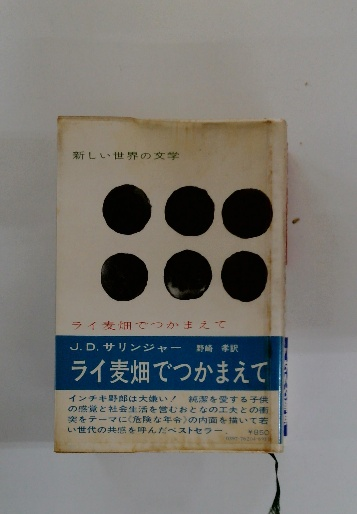 新しい世界の文学
ライ麦畑でつかまえて
J.D.サリンジャー 野崎 孝訳
ライ麦畑でつかまえて
インチキ野郎は大嫌い! 純潔を愛する子供
の感覚と社会生活を営むおとなの工夫との衝
突をテーマに〈危険な年令〉の内面を描いて若
い世代の共感を呼んだベストセラー。 ¥850